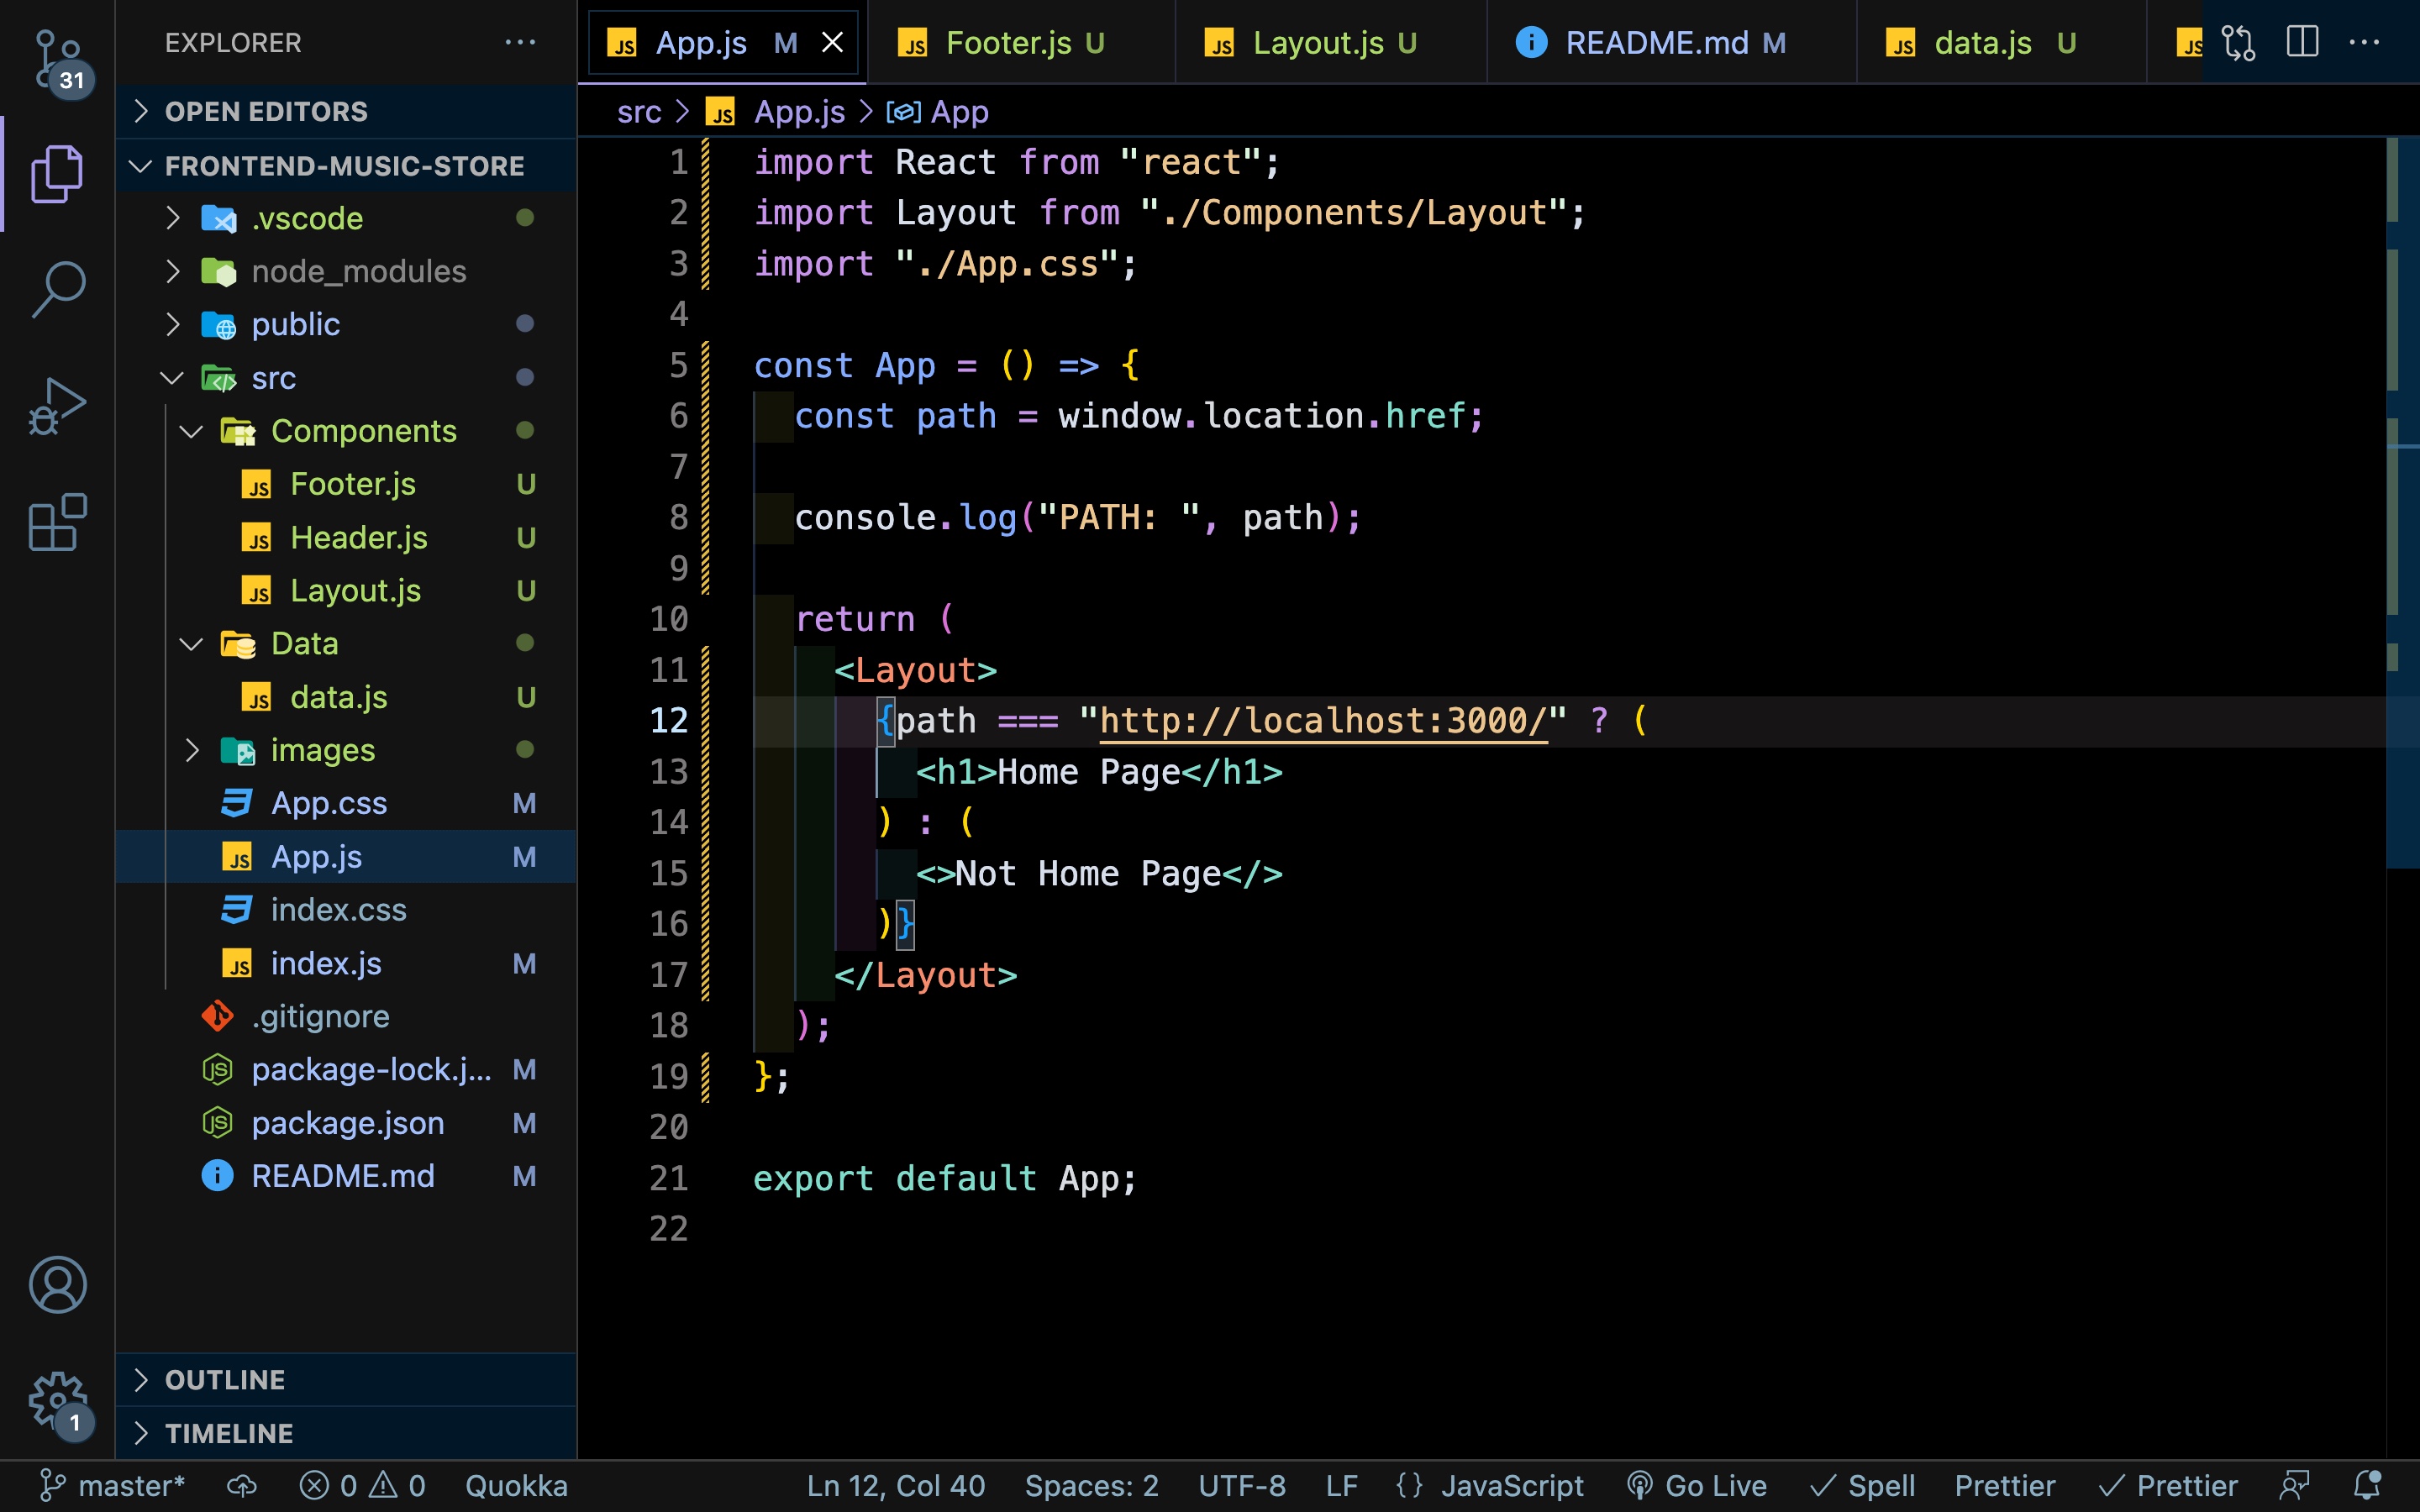 31
EXPLORER
OPEN EDITORS
FRONTEND-MUSIC-STORE
.vscode
node_modules
public
src
Components
Footer.js U
Header.js U
Layout.js U
Data
data.js U
images
App.css M
App.js M
index.css
index.js M
.gitignore
package-lock.j... M
package.json M
README.md M
OUTLINE
TIMELINE
1
JS App.js M
JS Footer.js U
JS Layout.js U
README.md M
JS data.js U
JS
src > JS App.js > App
1 import React from "react";
2 import Layout from "./Components/Layout";
3 import "./App.css";
4
5 const App = () => {
6 const path = window.location.href;
7
8 console.log("PATH: ", path);
9
10 return (
11 <Layout>
12 {path === "http://localhost:3000/" ? (
13 <h1>Home Page</h1>
14 ) : (
15 <>Not Home Page</>
16 )}
17 </Layout>
18 );
19 };
20
21 export default App;
22
master* 0 0 Quokka Ln 12, Col 40 Spaces: 2 UTF-8 LF {} JavaScript Go Live Spell Prettier Prettier